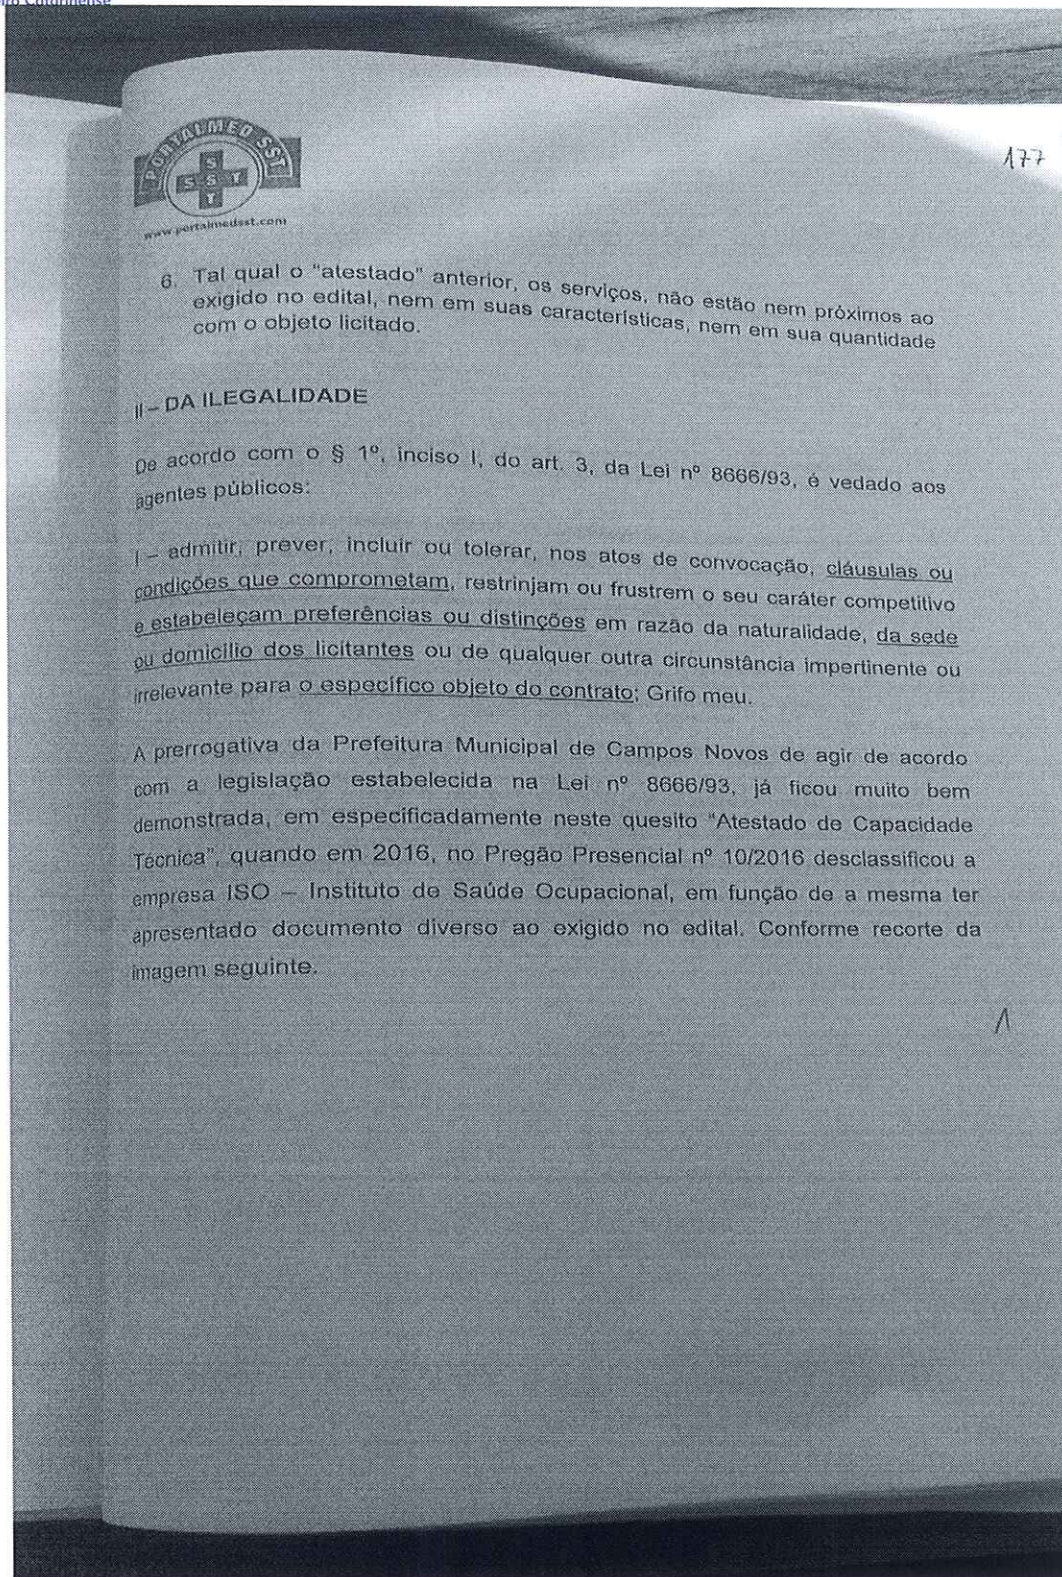 Catarinense
177
PORTALMED SST
S
S S T
T
www.portalmedsst.com
6. Tal qual o "atestado" anterior, os serviços, não estão nem próximos ao
exigido no edital, nem em suas características, nem em sua quantidade
com o objeto licitado.
II – DA ILEGALIDADE
De acordo com o § 1º, inciso I, do art. 3, da Lei nº 8666/93, é vedado aos
agentes públicos:
I – admitir, prever, incluir ou tolerar, nos atos de convocação, cláusulas ou
condições que comprometam, restrinjam ou frustrem o seu caráter competitivo
e estabeleçam preferências ou distinções em razão da naturalidade, da sede
ou domicílio dos licitantes ou de qualquer outra circunstância impertinente ou
irrelevante para o específico objeto do contrato; Grifo meu.
A prerrogativa da Prefeitura Municipal de Campos Novos de agir de acordo
com a legislação estabelecida na Lei nº 8666/93, já ficou muito bem
demonstrada, em especificadamente neste quesito "Atestado de Capacidade
Técnica", quando em 2016, no Pregão Presencial nº 10/2016 desclassificou a
empresa ISO – Instituto de Saúde Ocupacional, em função de a mesma ter
apresentado documento diverso ao exigido no edital. Conforme recorte da
imagem seguinte.